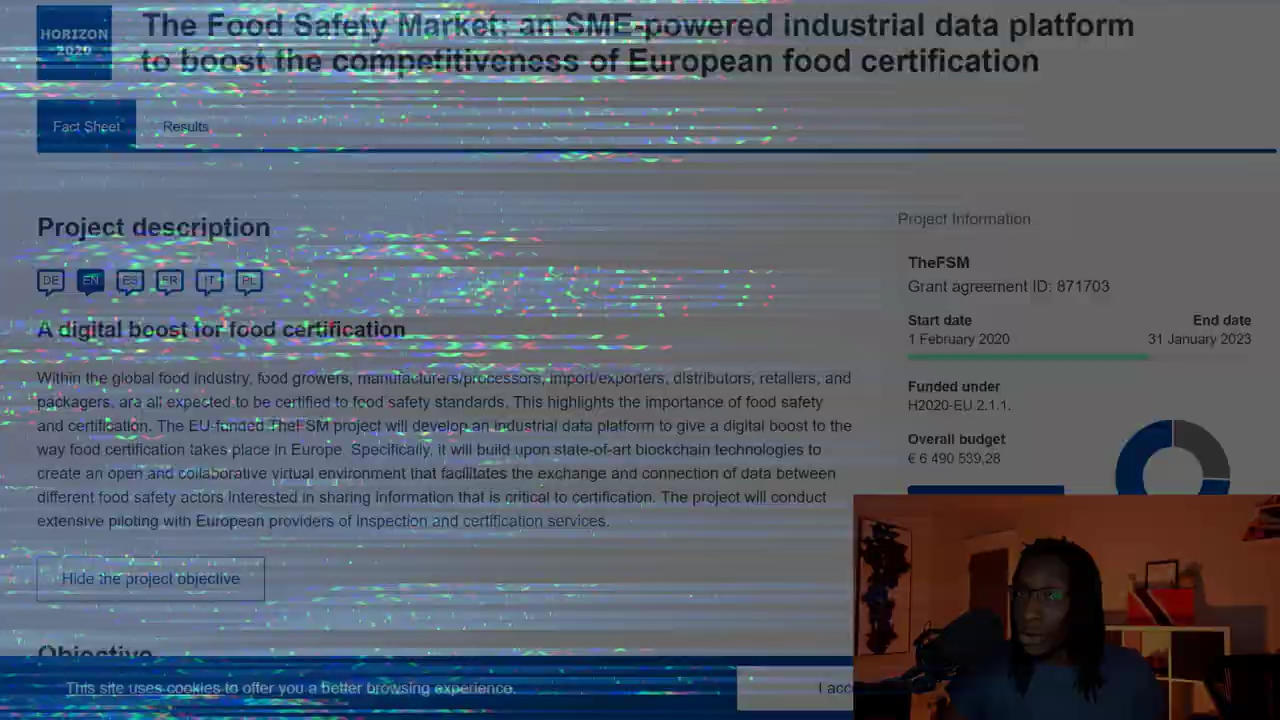 HORIZON
2020
The Food Safety Market: an SME-powered industrial data platform
to boost the competitiveness of European food certification
Fact Sheet
Results
Project description
DE
EN
ES
FR
IT
PL
A digital boost for food certification
Within the global food industry, food growers, manufacturers/processors, import/exporters, distributors, retailers, and
packagers, are all expected to be certified to food safety standards. This highlights the importance of food safety
and certification. The EU-funded TheFSM project will develop an industrial data platform to give a digital boost to the
way food certification takes place in Europe. Specifically, it will build upon state-of-art blockchain technologies to
create an open and collaborative virtual environment that facilitates the exchange and connection of data between
different food safety actors interested in sharing information that is critical to certification. The project will conduct
extensive piloting with European providers of inspection and certification services.
Hide the project objective
Objective
Project Information
TheFSM
Grant agreement ID: 871703
Start date
End date
1 February 2020
31 January 2023
Funded under
H2020-EU 2.1.1.
Overall budget
€ 6 490 539,28
This site uses cookies to offer you a better browsing experience.
I acc